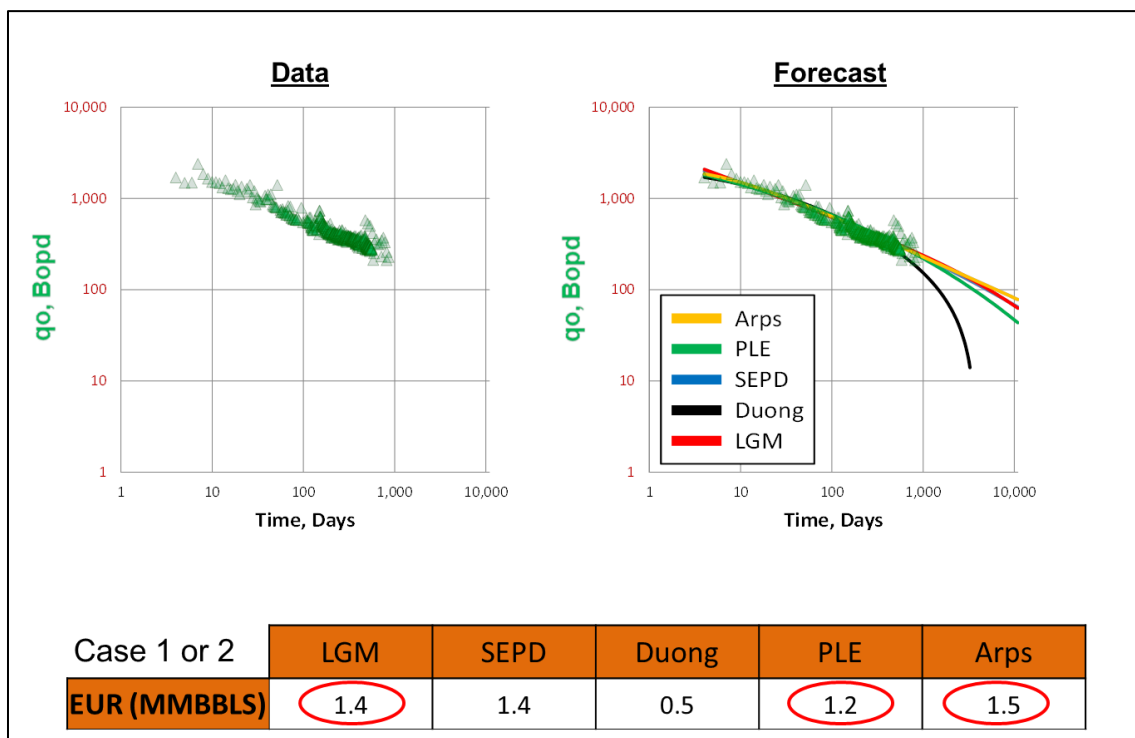 Data
Forecast
10,000
1,000
100
10
1
qo, Bopd
1 10 100 1,000 10,000
Time, Days
10,000
1,000
100
10
1
qo, Bopd
Arps
PLE
SEPD
Duong
LGM
1 10 100 1,000 10,000
Time, Days
Case 1 or 2 LGM SEPD Duong PLE Arps
EUR (MMBBLS) 1.4 1.4 0.5 1.2 1.5